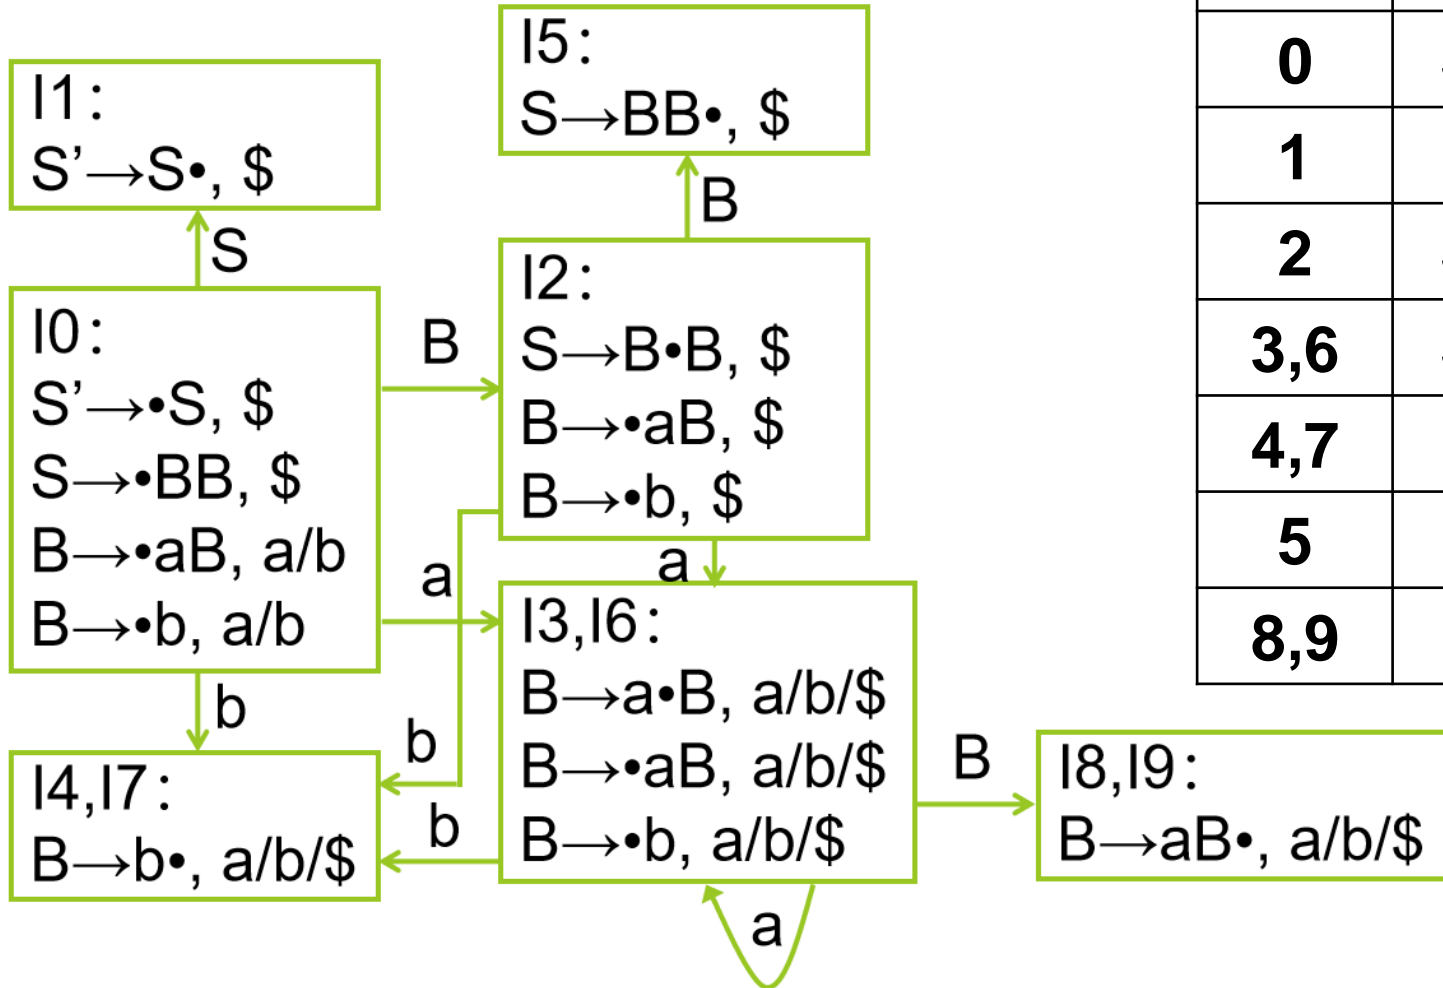 I5:
S→BB•, $
I1:
S’→S•, $
B
S
I2:
S→B•B, $
B→•aB, $
B→•b, $
I0:
S’→•S, $
S→•BB, $
B→•aB, a/b
B→•b, a/b
B
a
a
b
b
b
I3,I6:
B→a•B, a/b/$
B→•aB, a/b/$
B→•b, a/b/$
I4,I7:
B→b•, a/b/$
B
I8,I9:
B→aB•, a/b/$
a
0
1
2
3,6
4,7
5
8,9